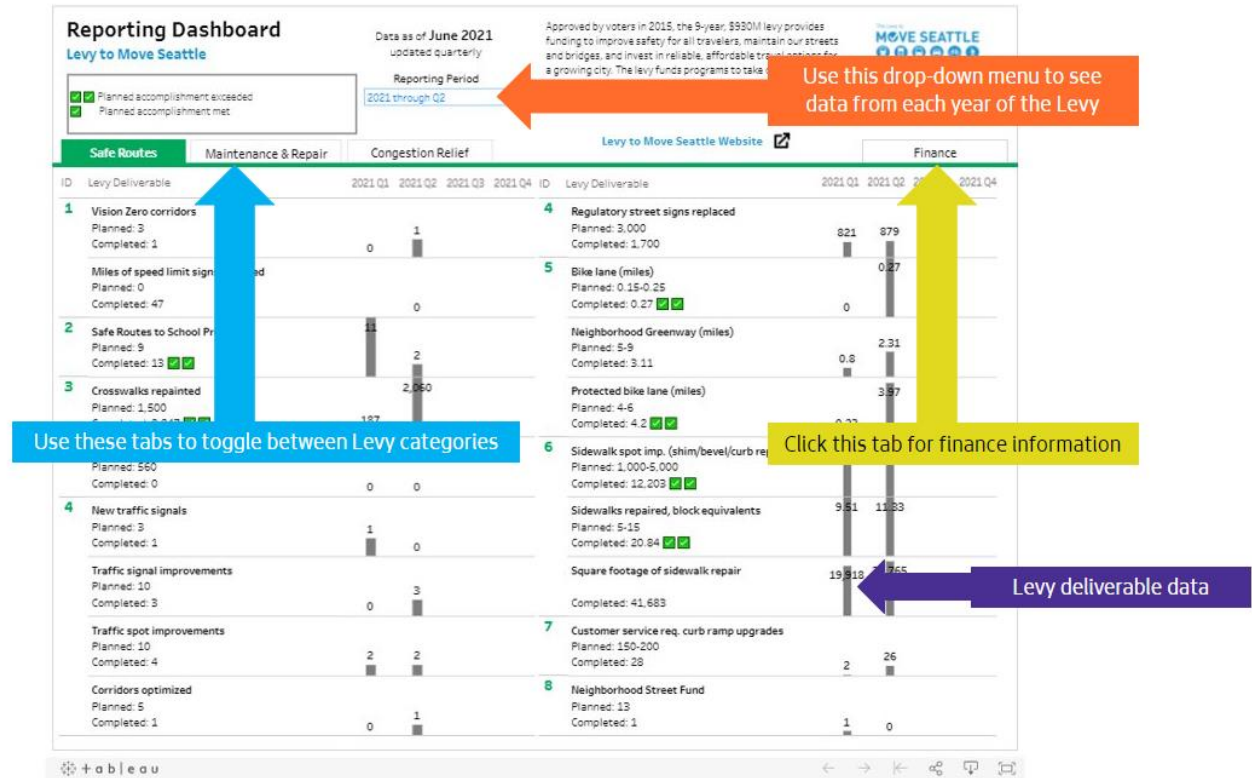 Reporting Dashboard
Levy to Move Seattle
Planned accomplishment exceeded
Planned accomplishment met
Data as of June 2021
updated quarterly
Reporting Period
2021 through Q2
Approved by voters in 2015, the 9-year, $930M levy provides
funding to improve safety for all travelers, maintain our streets
and bridges, and invest in reliable, affordable travel options for
a growing city. The levy funds programs to take
MOVE SEATTLE
Use this drop-down menu to see
data from each year of the Levy
Levy to Move Seattle Website
Safe Routes
Maintenance & Repair
Congestion Relief
Finance
ID Levy Deliverable 2021 Q1 2021 Q2 2021 Q3 2021 Q4
1 Vision Zero corridors
Planned: 3
Completed: 1
0 1
Miles of speed limit sign
Planned: 0
Completed: 47
0
2 Safe Routes to School
Planned: 9
Completed: 13
11 2
3 Crosswalks repainted
Planned: 1,500
187 2,060
Use these tabs to toggle between Levy categories
Planned: 560
Completed: 0
0 0
4 New traffic signals
Planned: 3
Completed: 1
1 0
Traffic signal improvements
Planned: 10
Completed: 3
0 3
Traffic spot improvements
Planned: 10
Completed: 4
2 2
Corridors optimized
Planned: 5
Completed: 1
0 1
ID Levy Deliverable 2021 Q1 2021 Q2 2021 Q4
4 Regulatory street signs replaced
Planned: 3,000
Completed: 1,700
821 879
5 Bike lane (miles)
Planned: 0.15-0.25
Completed: 0.27
0 0.27
Neighborhood Greenway (miles)
Planned: 5-9
Completed: 3.11
0.8 2.31
Protected bike lane (miles)
Planned: 4-6
Completed: 4.2
3.97
Click this tab for finance information
6 Sidewalk spot imp. (shim/bevel/curb
Planned: 1,000-5,000
Completed: 12,203
Sidewalks repaired, block equivalents
Planned: 5-15
Completed: 20.84
9.51 11.33
Square footage of sidewalk repair
Completed: 41,683
19,918
Levy deliverable data
7 Customer service req. curb ramp upgrades
Planned: 150-200
Completed: 28
2 26
8 Neighborhood Street Fund
Planned: 13
Completed: 1
1 0
+ableau